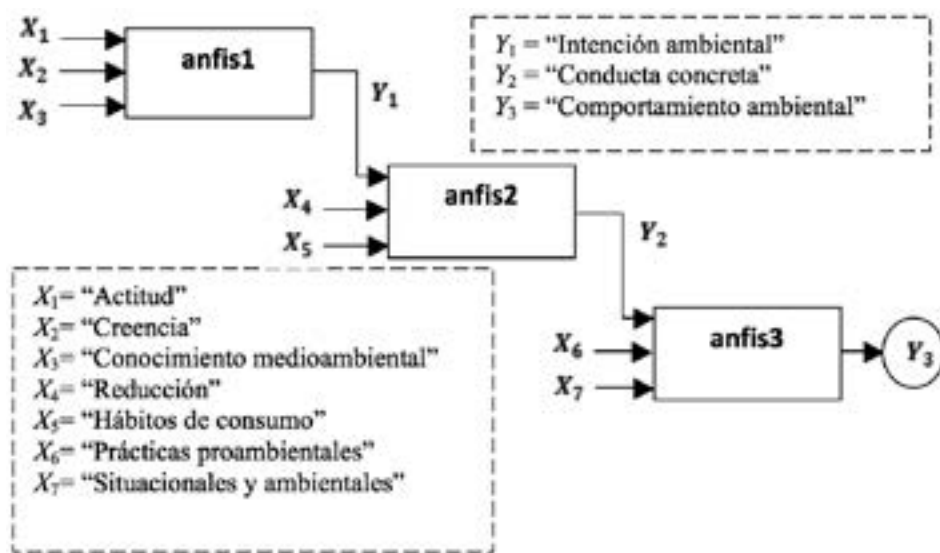 X₁
X₂
X₃
anfis1
Y₁
Y₁ = “Intención ambiental”
Y₂ = “Conducta concreta”
Y₃ = “Comportamiento ambiental”
X₄
X₅
anfis2
Y₂
X₁= “Actitud”
X₂= “Creencia”
X₃= “Conocimiento medioambiental”
X₄= “Reducción”
X₅= “Hábitos de consumo”
X₆= “Prácticas proambientales”
X₇= “Situacionales y ambientales”
X₆
X₇
anfis3
Y₃